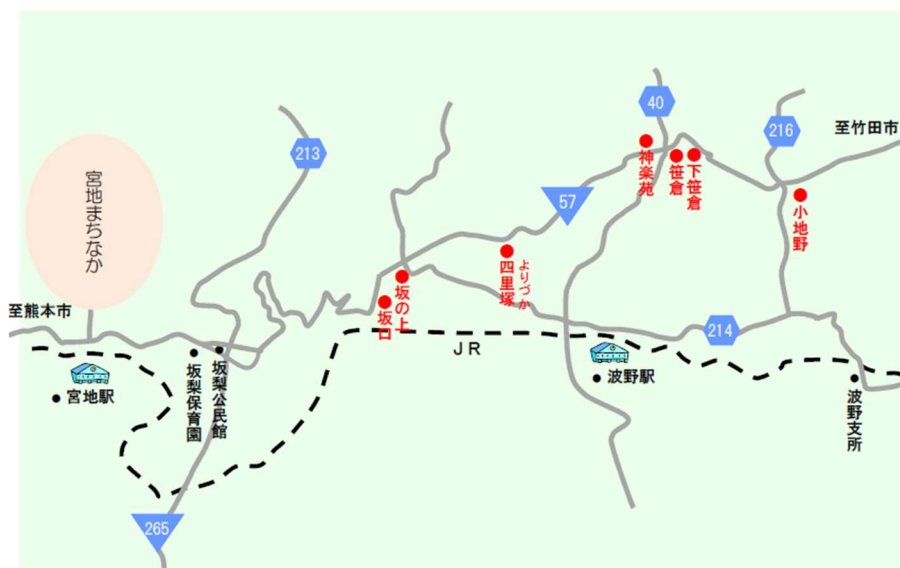 40
216
至竹田市
213
神楽苑
笹倉
下笹倉
宮地まちなか
57
小地野
四里塚
よりづか
坂の上
坂口
至熊本市
214
JR
坂梨保育園
坂梨公民館
宮地駅
波野駅
波野支所
265